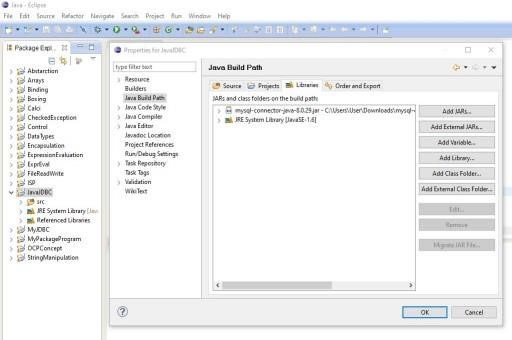 Java - Eclipse
File Edit Source Refactor Navigate Search Project Run Window Help
Package Expl
Abstarction
Arrays
Binding
Boxing
Calci
CheckedException
Control
DataTypes
Encapsulation
ExpressionEvaluation
ExprEval
FileReadWrite
ISP
JavaJDBC
src
JRE System Library [Jav
Referenced Libraries
MyJDBC
MyPackageProgram
OCPConcept
StringManipulation
Properties for JavaJDBC
type filter text
Resource
Builders
Java Build Path
Java Code Style
Java Compiler
Java Editor
Javadoc Location
Project References
Run/Debug Settings
Task Repository
Task Tags
Validation
WikiText
Java Build Path
Source Projects Libraries Order and Export
JARs and class folders on the build path:
mysql-connector-java-8.0.29.jar - C:\Users\User\Downloads\mysql-
JRE System Library [JavaSE-1.6]
Add JARs...
Add External JARs...
Add Variable...
Add Library...
Add Class Folder...
Add External Class Folder...
Edit...
Remove
Migrate JAR File...
OK Cancel